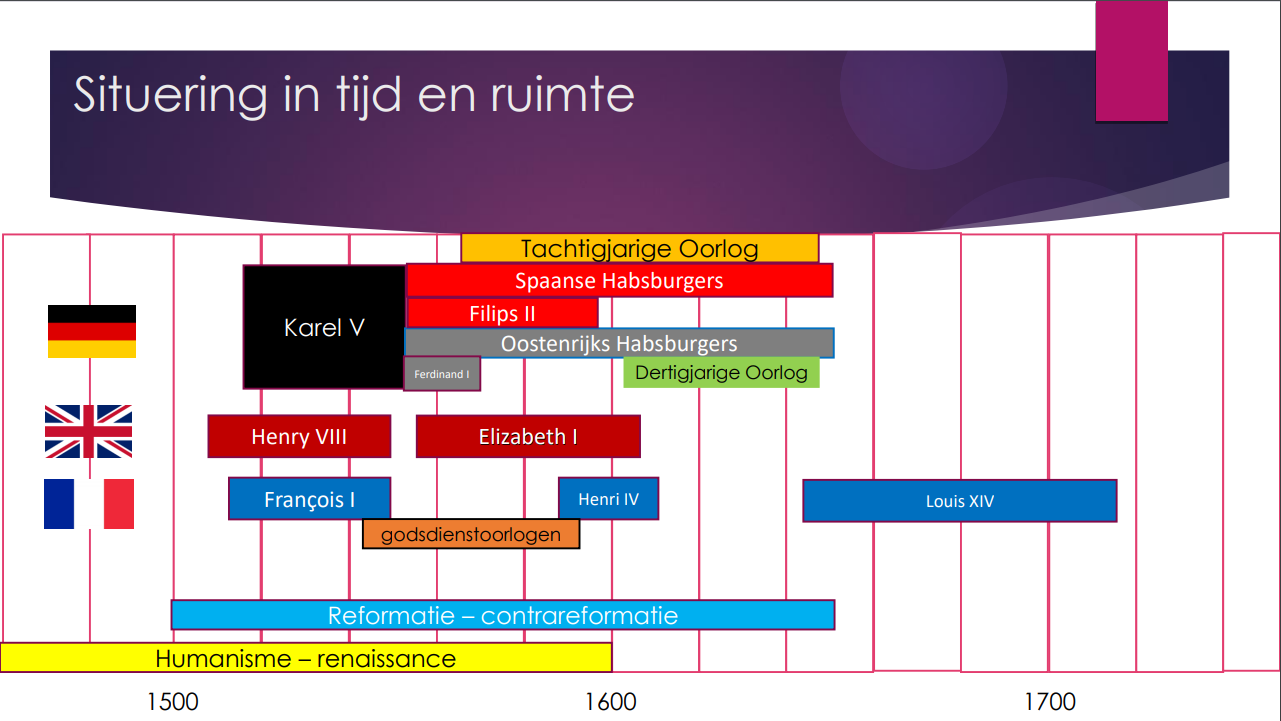 Situering in tijd en ruimte
Tachtigjarige Oorlog
Spaanse Habsburgers
Karel V
Filips II
Oostenrijks Habsburgers
Ferdinand I
Dertigjarige Oorlog
Henry VIII
Elizabeth I
François I
Henri IV
Louis XIV
godsdienstoorlogen
Reformatie – contrareformatie
Humanisme – renaissance
1500
1600
1700